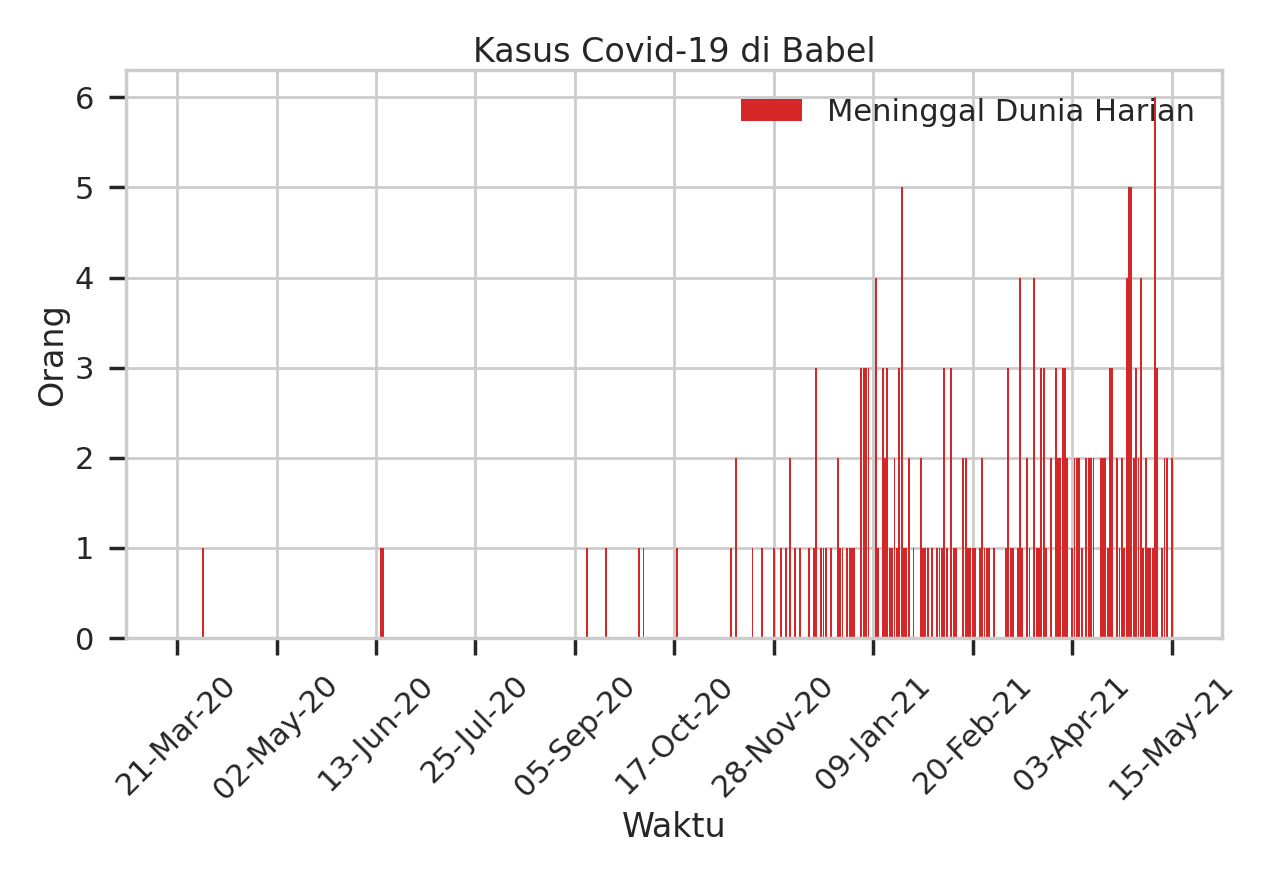 Kasus Covid-19 di Babel
Meninggal Dunia Harian
Orang
6
5
4
3
2
1
0
21-Mar-20
02-May-20
13-Jun-20
25-Jul-20
05-Sep-20
17-Oct-20
28-Nov-20
09-Jan-21
20-Feb-21
03-Apr-21
15-May-21
Waktu